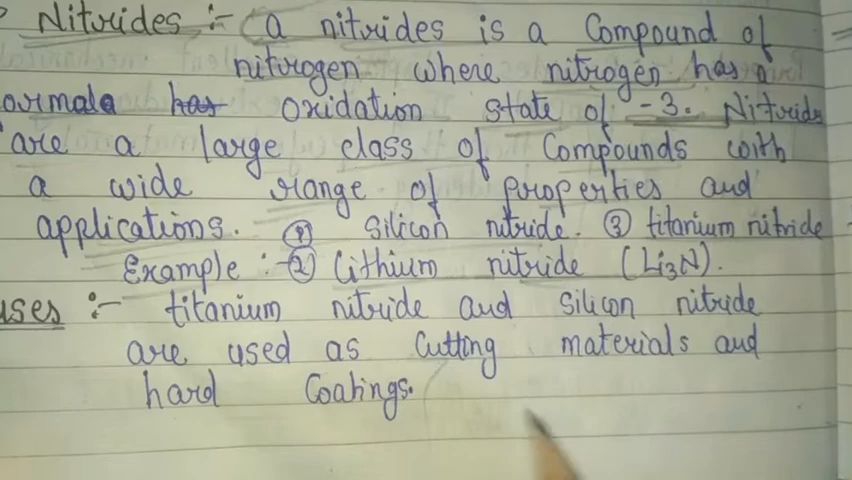 Nitrides :- (a nitrides is a Compound of
nitrogen where nitrogen has a
ormala has oxidation state of -3. Nitride
are a large class of Compounds with
a wide range of properties and
applications. ① Silicon nitride. ③ titanium nitride
Example :- ② Lithium nitride (Li₃N).
uses :- titanium nitride and silicon nitride
are used as Cutting materials and
hard Coatings.